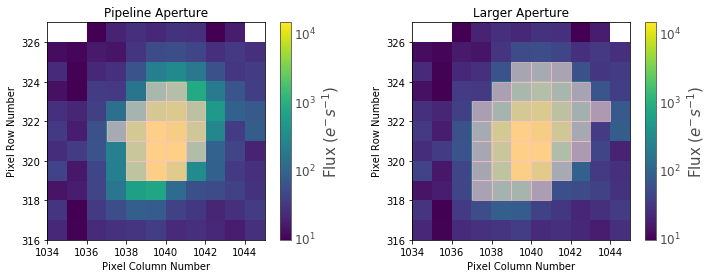 Pipeline Aperture
Pixel Row Number
326
324
322
320
318
316
1034 1036 1038 1040 1042 1044
Pixel Column Number
10^4
10^3
10^2
10^1
Flux (e⁻ s⁻¹)
Larger Aperture
Pixel Row Number
326
324
322
320
318
316
1034 1036 1038 1040 1042 1044
Pixel Column Number
10^4
10^3
10^2
10^1
Flux (e⁻ s⁻¹)